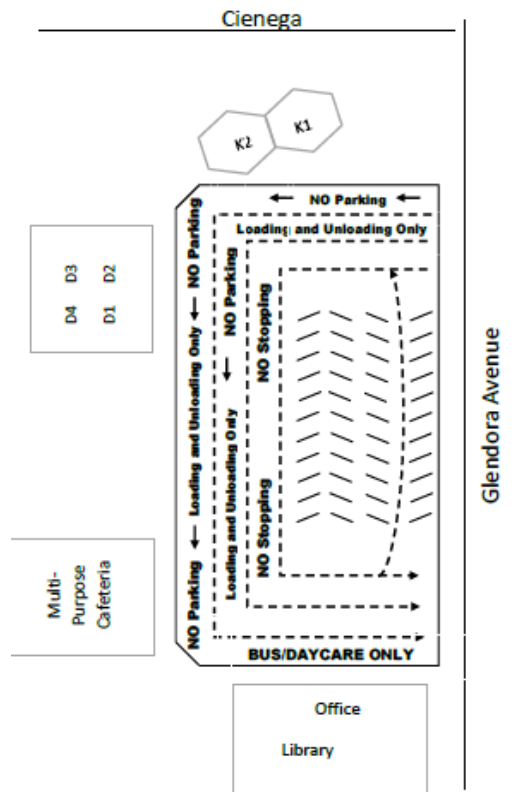 Cienega
K2
K1
NO Parking
Loading and Unloading Only
D3 D2
D4 D1
NO Parking
Loading and Unloading Only
NO Parking
NO Parking
Loading and Unloading Only
NO Stopping
NO Stopping
Glendora Avenue
Multi-
Purpose
Cafeteria
BUS/DAYCARE ONLY
Office
Library